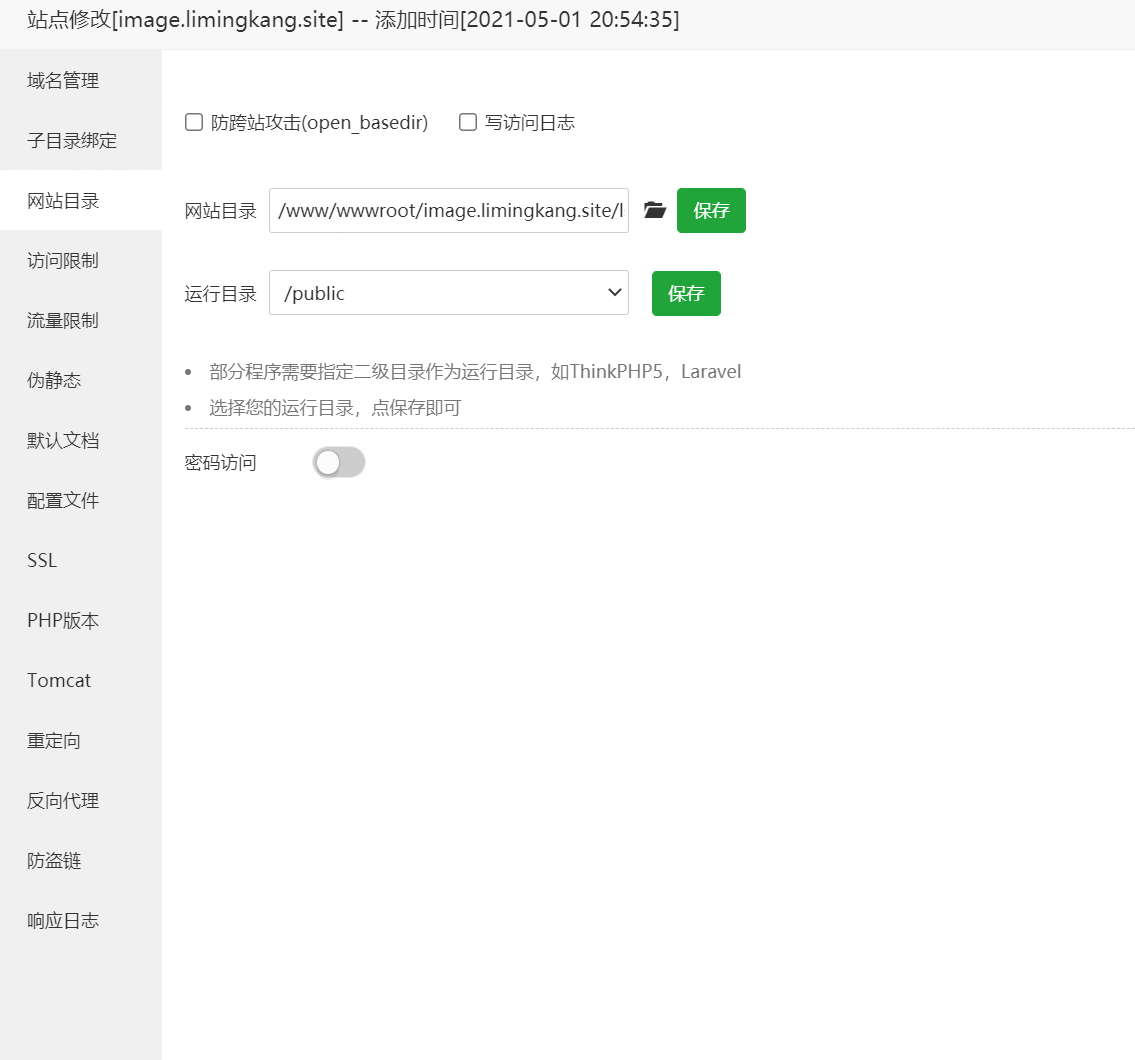 站点修改[image.limingkang.site] -- 添加时间[2021-05-01 20:54:35]
域名管理
子目录绑定
网站目录
访问限制
流量限制
伪静态
默认文档
配置文件
SSL
PHP版本
Tomcat
重定向
反向代理
防盗链
响应日志
防跨站攻击(open_basedir) 写访问日志
网站目录 /www/wwwroot/image.limingkang.site/l 保存
运行目录 /public 保存
• 部分程序需要指定二级目录作为运行目录，如ThinkPHP5，Laravel
• 选择您的运行目录，点保存即可
密码访问